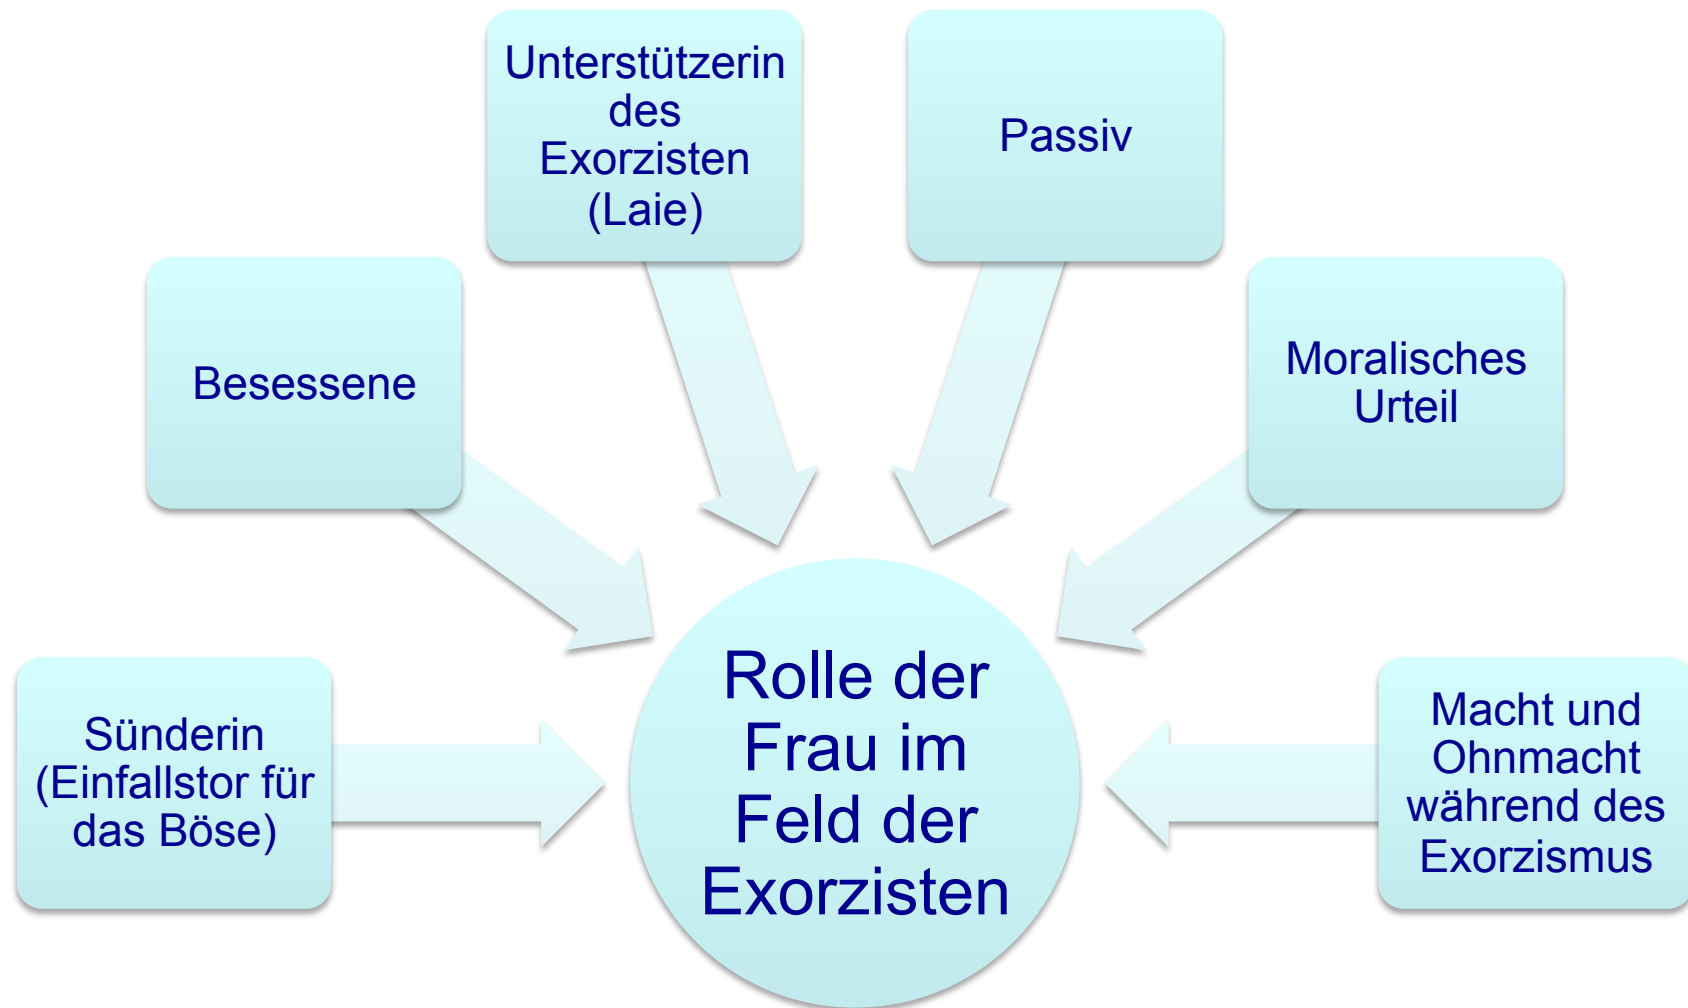 Unterstützerin
des
Exorzisten
(Laie)
Passiv
Besessene
Moralisches
Urteil
Sünderin
(Einfallstor für
das Böse)
Rolle der
Frau im
Feld der
Exorzisten
Macht und
Ohnmacht
während des
Exorzismus